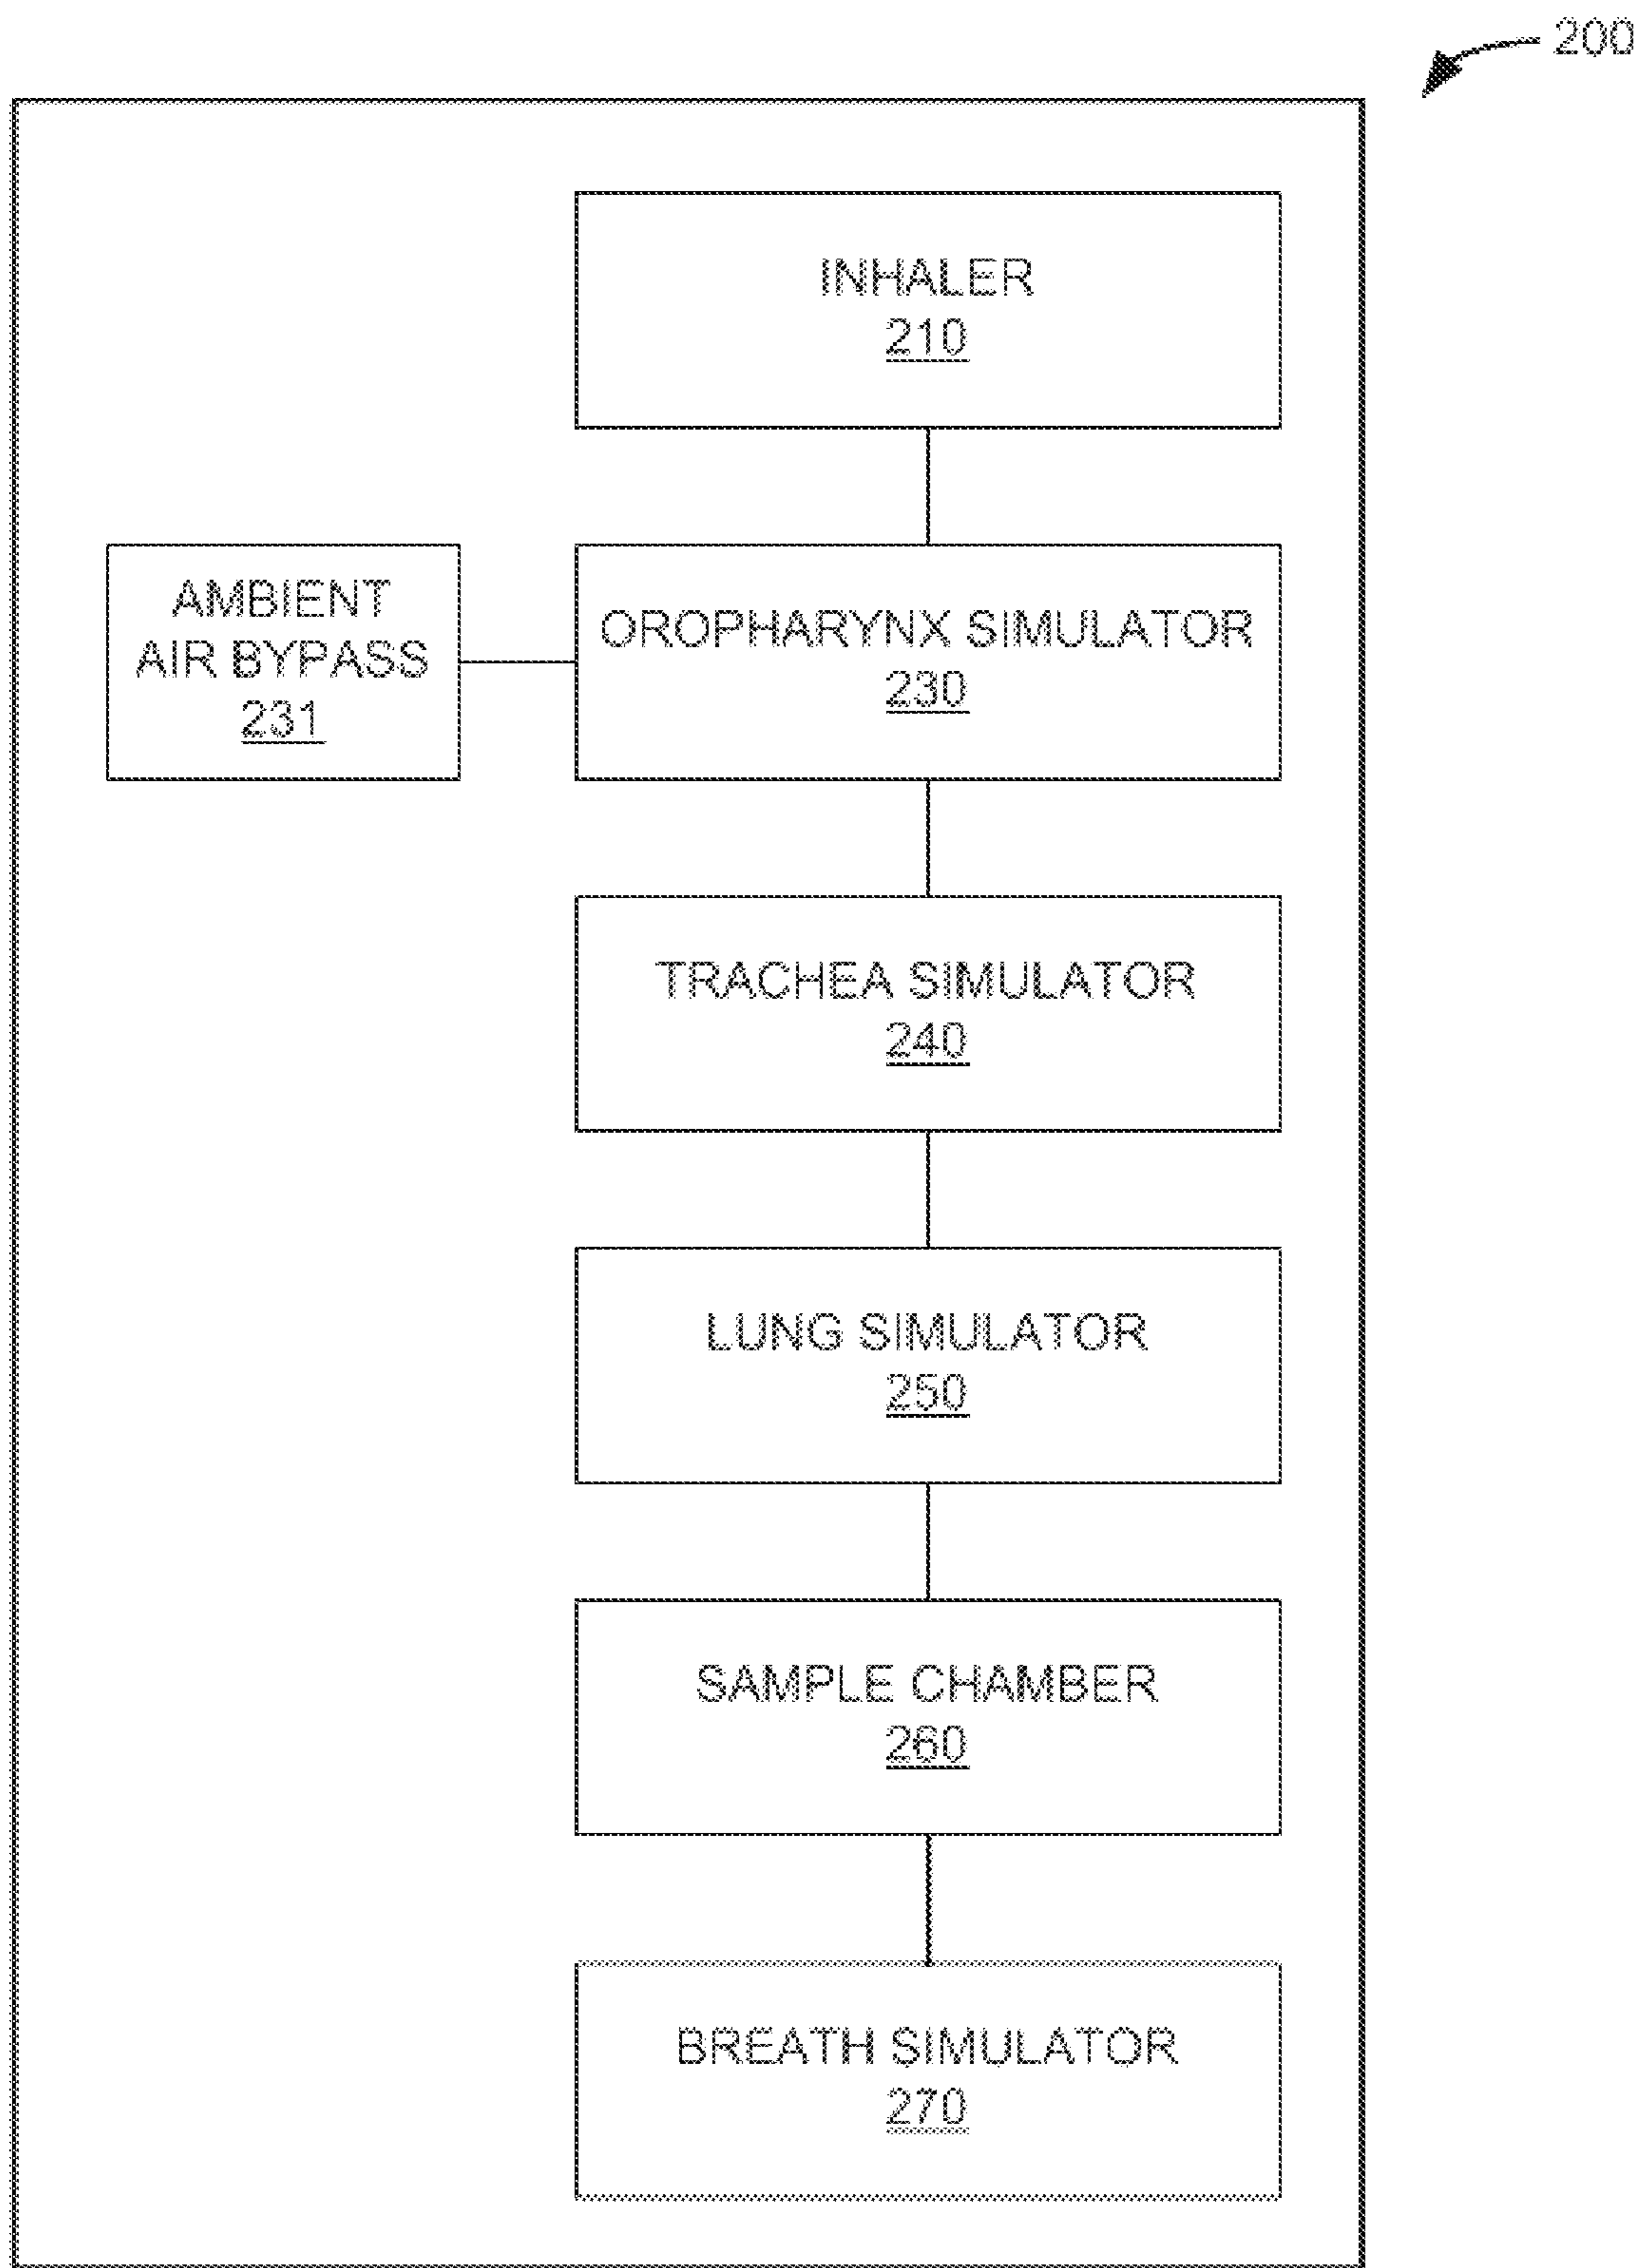 200
INHALER
210
AMBIENT
AIR BYPASS
231
OROPHARYNX SIMULATOR
230
TRACHEA SIMULATOR
240
LUNG SIMULATOR
250
SAMPLE CHAMBER
260
BREATH SIMULATOR
270